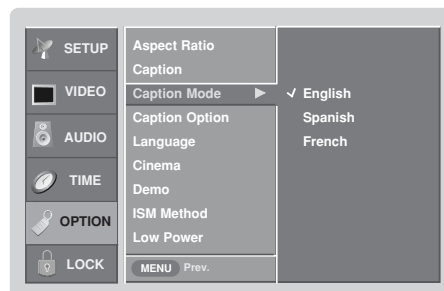 SETUP
VIDEO
AUDIO
TIME
OPTION
LOCK
Aspect Ratio
Caption
Caption Mode
Caption Option
Language
Cinema
Demo
ISM Method
Low Power
MENU Prev.
English
Spanish
French